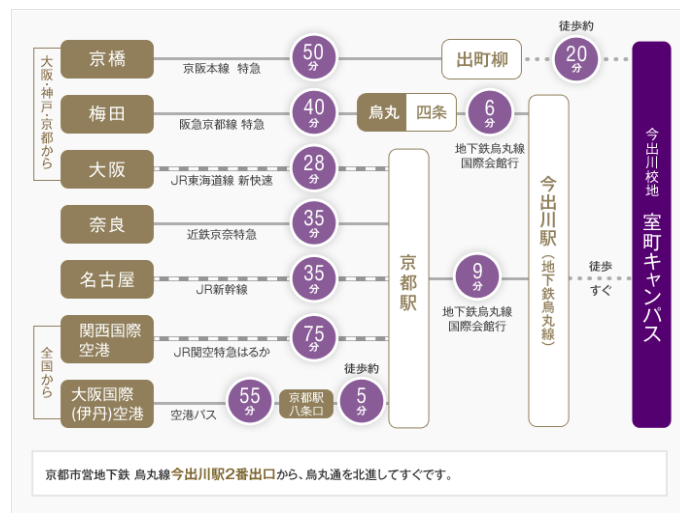 大阪・神戸・京都から
京橋
京阪本線 特急
50分
出町柳
徒歩約
20分
梅田
阪急京都線 特急
40分
烏丸
四条
6分
地下鉄烏丸線
国際会館行
大阪
JR東海道線 新快速
28分
奈良
近鉄京奈特急
35分
名古屋
JR新幹線
35分
全国から
関西国際
空港
JR関空特急はるか
75分
大阪国際
(伊丹)空港
空港バス
55分
京都駅
八条口
徒歩約
5分
京都駅
9分
地下鉄烏丸線
国際会館行
今出川駅(地下鉄烏丸線)
徒歩
すぐ
今出川校地 室町キャンパス
京都市営地下鉄 烏丸線今出川駅2番出口から、烏丸通を北進してすぐです。